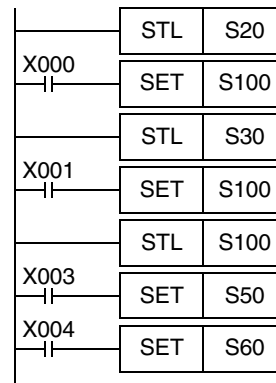 STL S20
X000
SET S100
STL S30
X001
SET S100
STL S100
X003
SET S50
X004
SET S60